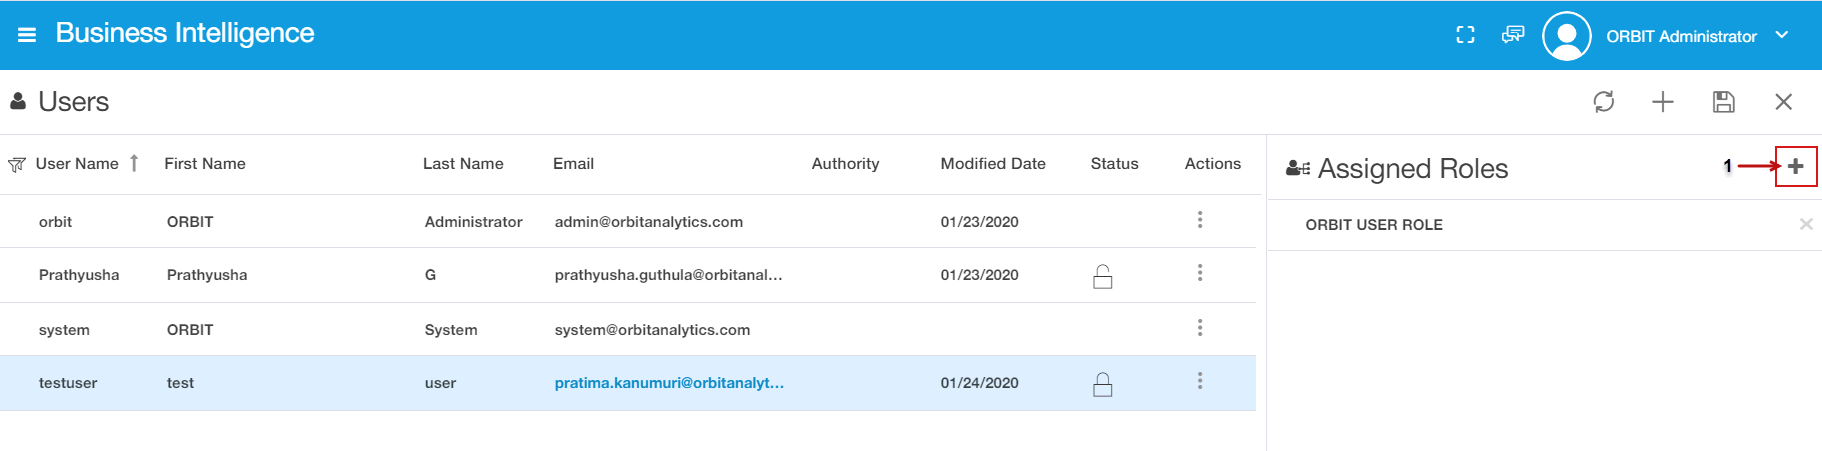 Business Intelligence
ORBIT Administrator
Users
User Name First Name Last Name Email Authority Modified Date Status Actions
Assigned Roles
1
orbit ORBIT Administrator admin@orbitanalytics.com 01/23/2020
ORBIT USER ROLE
Prathyusha Prathyusha G prathyusha.guthula@orbitanal... 01/23/2020
system ORBIT System system@orbitanalytics.com
testuser test user pratima.kanumuri@orbitanalyt... 01/24/2020